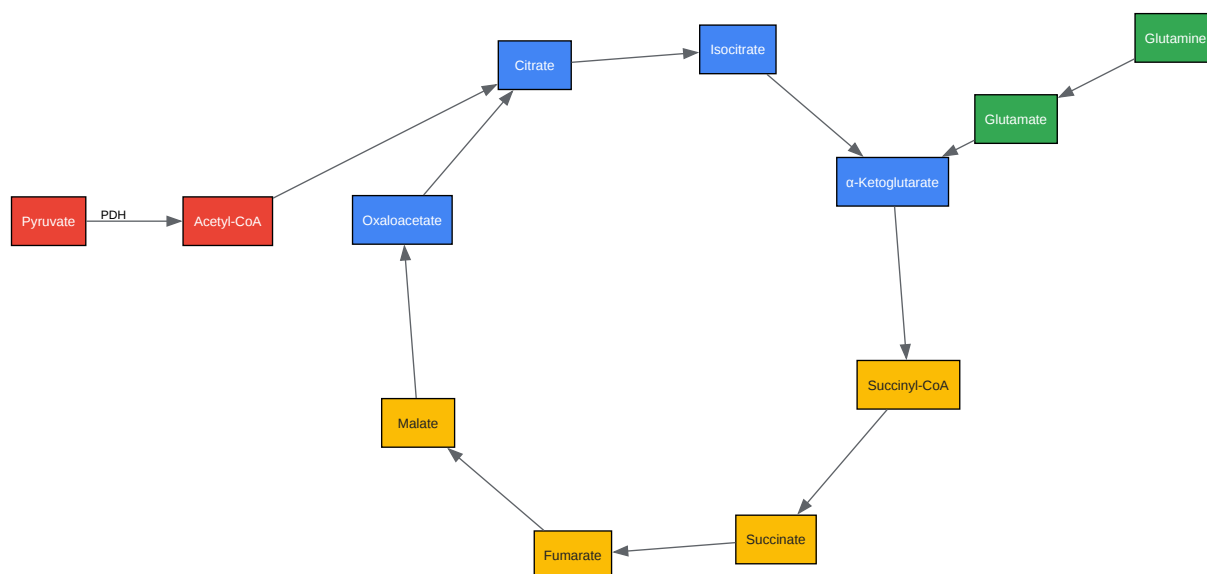 Glutamine
Isocitrate
Citrate
Glutamate
α-Ketoglutarate
PDH
Pyruvate
Acetyl-CoA
Oxaloacetate
Succinyl-CoA
Malate
Succinate
Fumarate